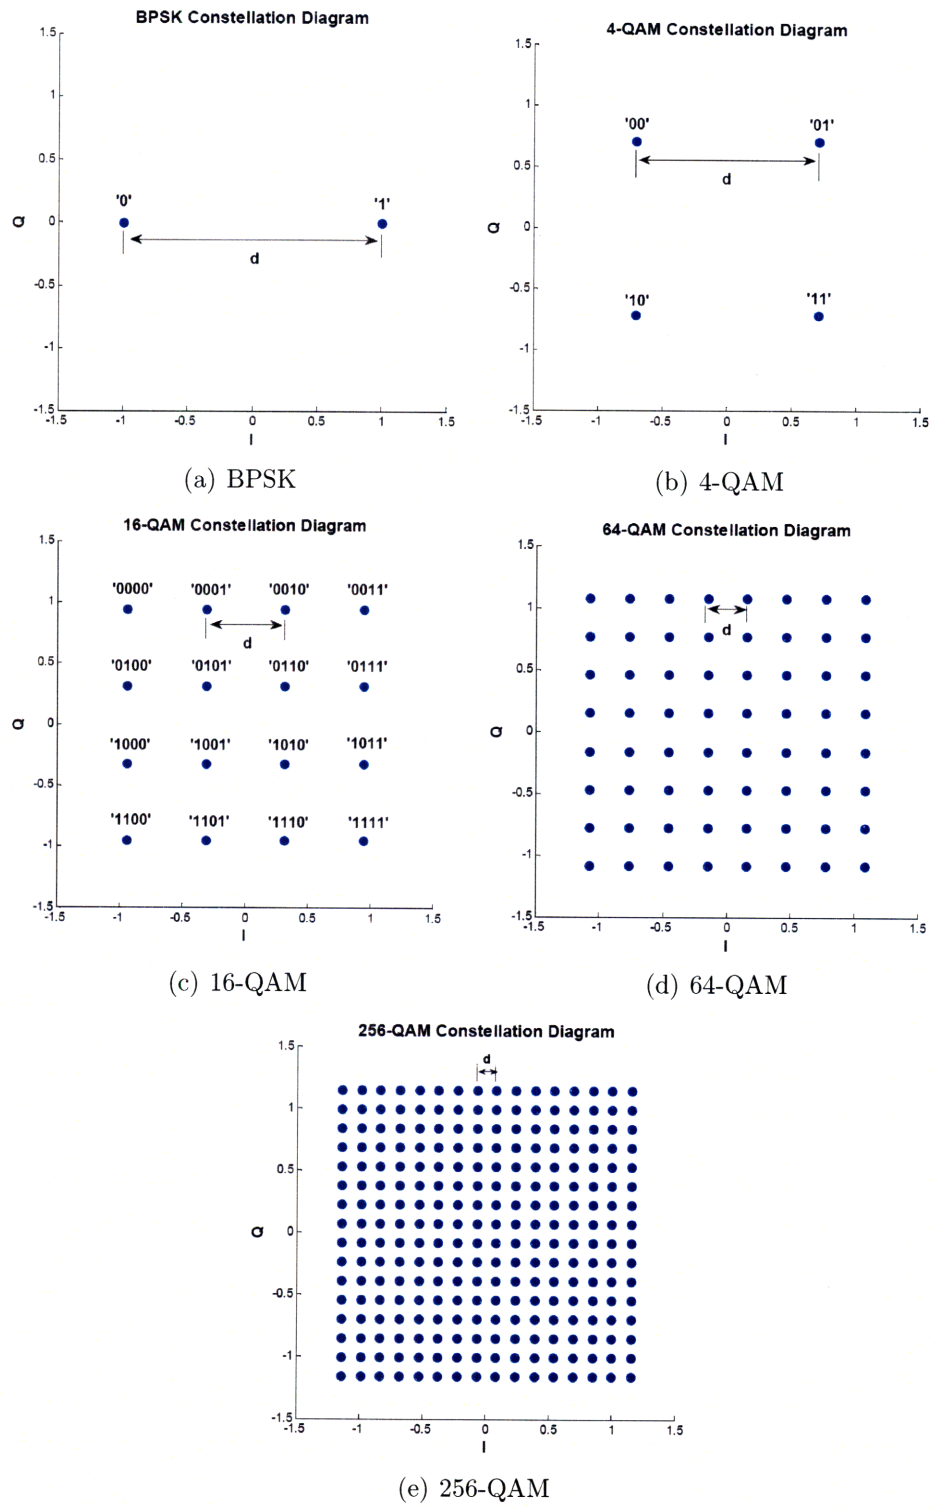 BPSK Constellation Diagram
1.5
1
0.5
0
-0.5
-1
-1.5
Q
'0'
'1'
d
-1.5 -1 -0.5 0 0.5 1 1.5
I
(a) BPSK
4-QAM Constellation Diagram
1.5
1
0.5
0
-0.5
-1
-1.5
Q
'00' '01'
d
'10' '11'
-1.5 -1 -0.5 0 0.5 1 1.5
I
(b) 4-QAM
16-QAM Constellation Diagram
1.5
1
0.5
0
-0.5
-1
-1.5
Q
'0000' '0001' '0010' '0011'
d
'0100' '0101' '0110' '0111'
'1000' '1001' '1010' '1011'
'1100' '1101' '1110' '1111'
-1.5 -1 -0.5 0 0.5 1 1.5
I
(c) 16-QAM
64-QAM Constellation Diagram
1.5
1
0.5
0
-0.5
-1
-1.5
Q
d
-1.5 -1 -0.5 0 0.5 1 1.5
I
(d) 64-QAM
256-QAM Constellation Diagram
1.5
1
0.5
0
-0.5
-1
-1.5
Q
d
-1.5 -1 -0.5 0 0.5 1 1.5
I
(e) 256-QAM